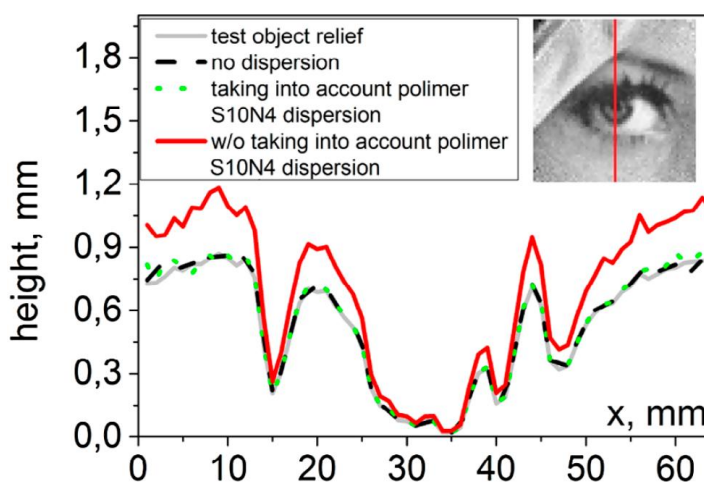 1,8
1,5
1,2
0,9
0,6
0,3
0,0
height, mm
test object relief
no dispersion
taking into account polimer
S10N4 dispersion
w/o taking into account polimer
S10N4 dispersion
x, mm
0 10 20 30 40 50 60